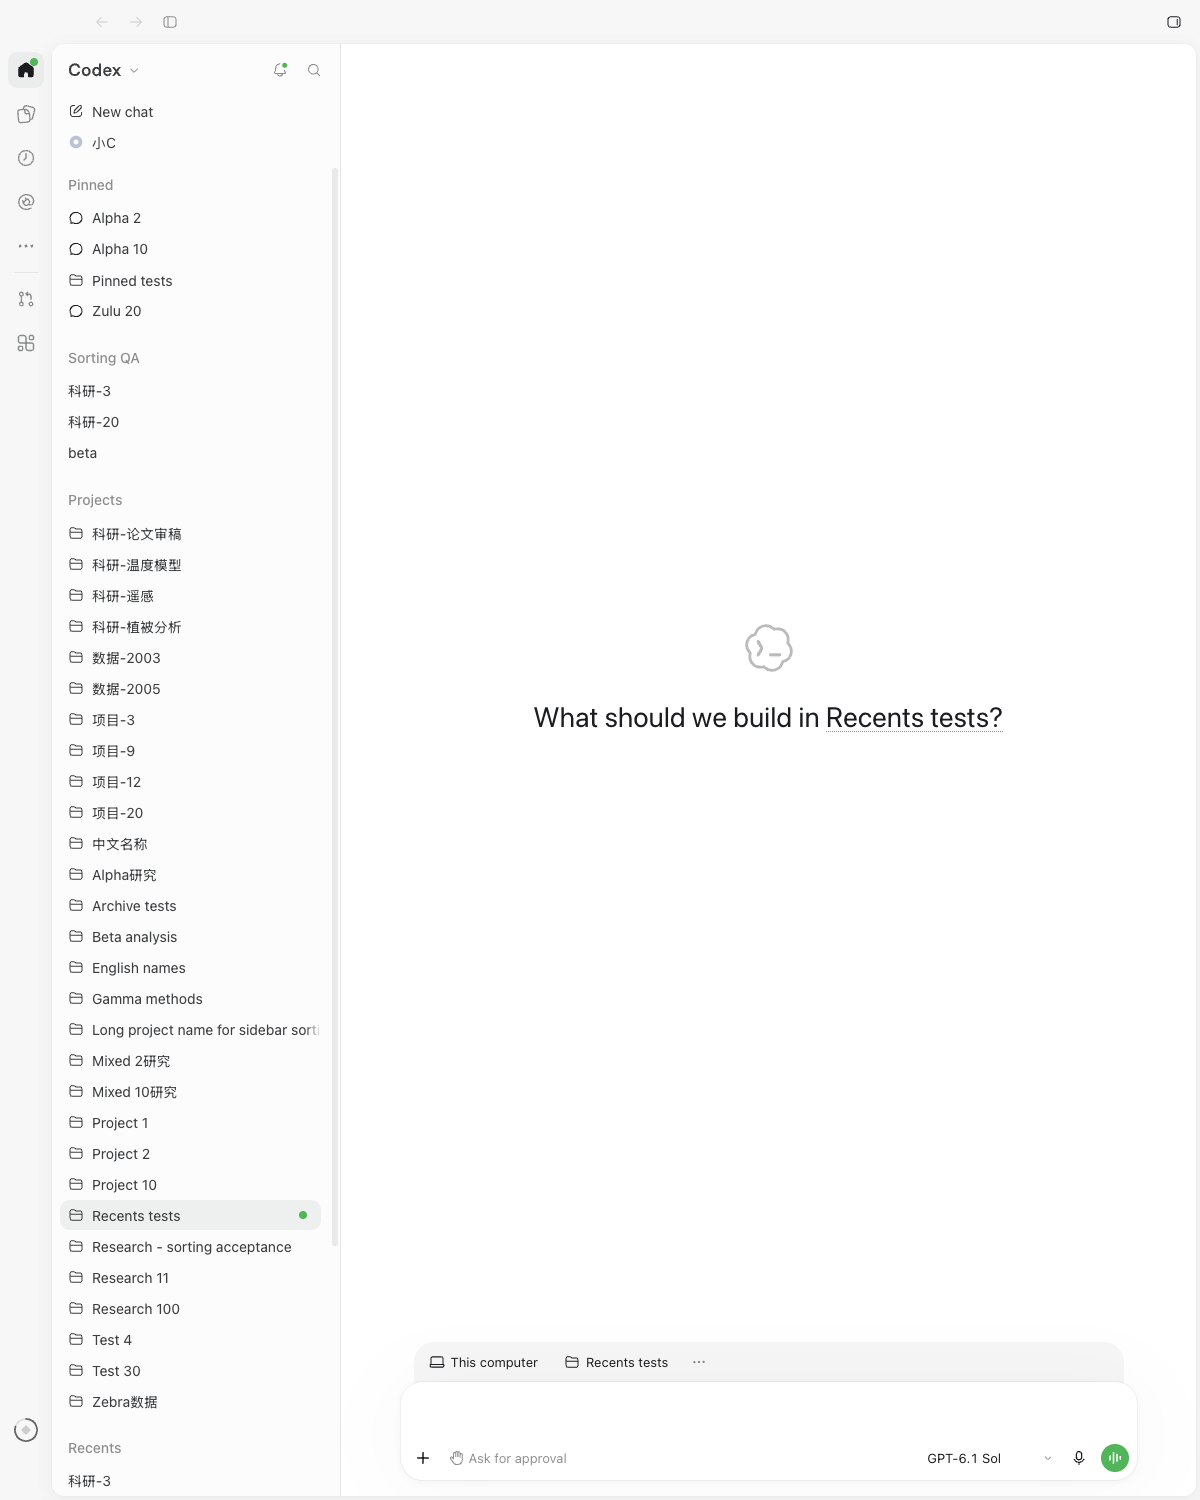 Codex
New chat
小C
Pinned
Alpha 2
Alpha 10
Pinned tests
Zulu 20
Sorting QA
科研-3
科研-20
beta
Projects
科研-论文审稿
科研-温度模型
科研-遥感
科研-植被分析
数据-2003
数据-2005
项目-3
项目-9
项目-12
项目-20
中文名称
Alpha研究
Archive tests
Beta analysis
English names
Gamma methods
Long project name for sidebar sorti
Mixed 2研究
Mixed 10研究
Project 1
Project 2
Project 10
Recents tests
Research - sorting acceptance
Research 11
Research 100
Test 4
Test 30
Zebra数据
Recents
科研-3
What should we build in Recents tests?
This computer Recents tests
Ask for approval GPT-6.1 Sol